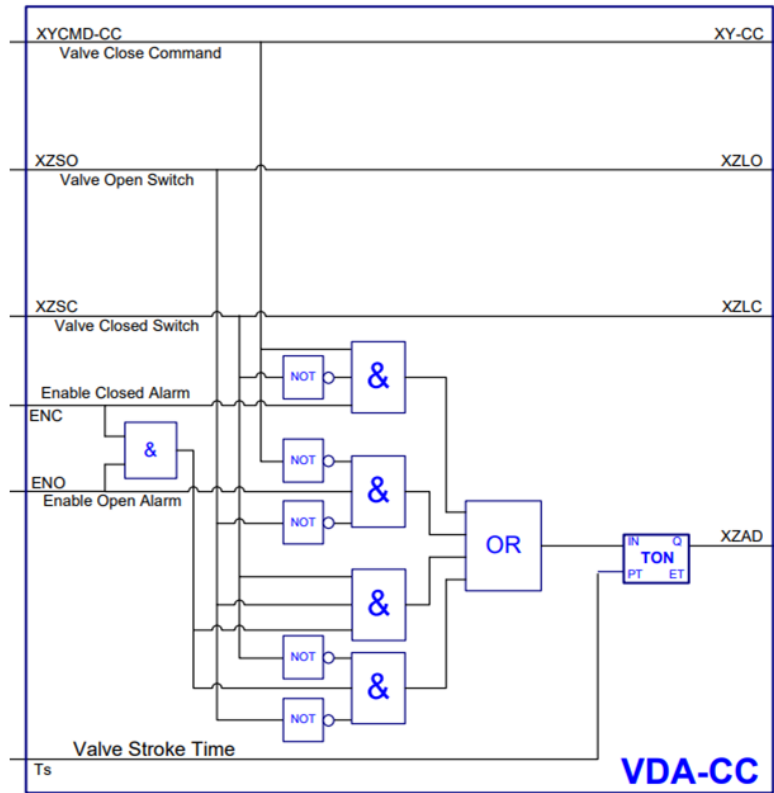 XYCMD-CC XY-CC
Valve Close Command
XZSO XZLO
Valve Open Switch
XZSC XZLC
Valve Closed Switch
NOT &
Enable Closed Alarm
ENC
&
NOT
&
ENO
Enable Open Alarm
NOT
OR
XZAD
IN Q
TON
PT ET
&
NOT
&
NOT
Valve Stroke Time
Ts
VDA-CC